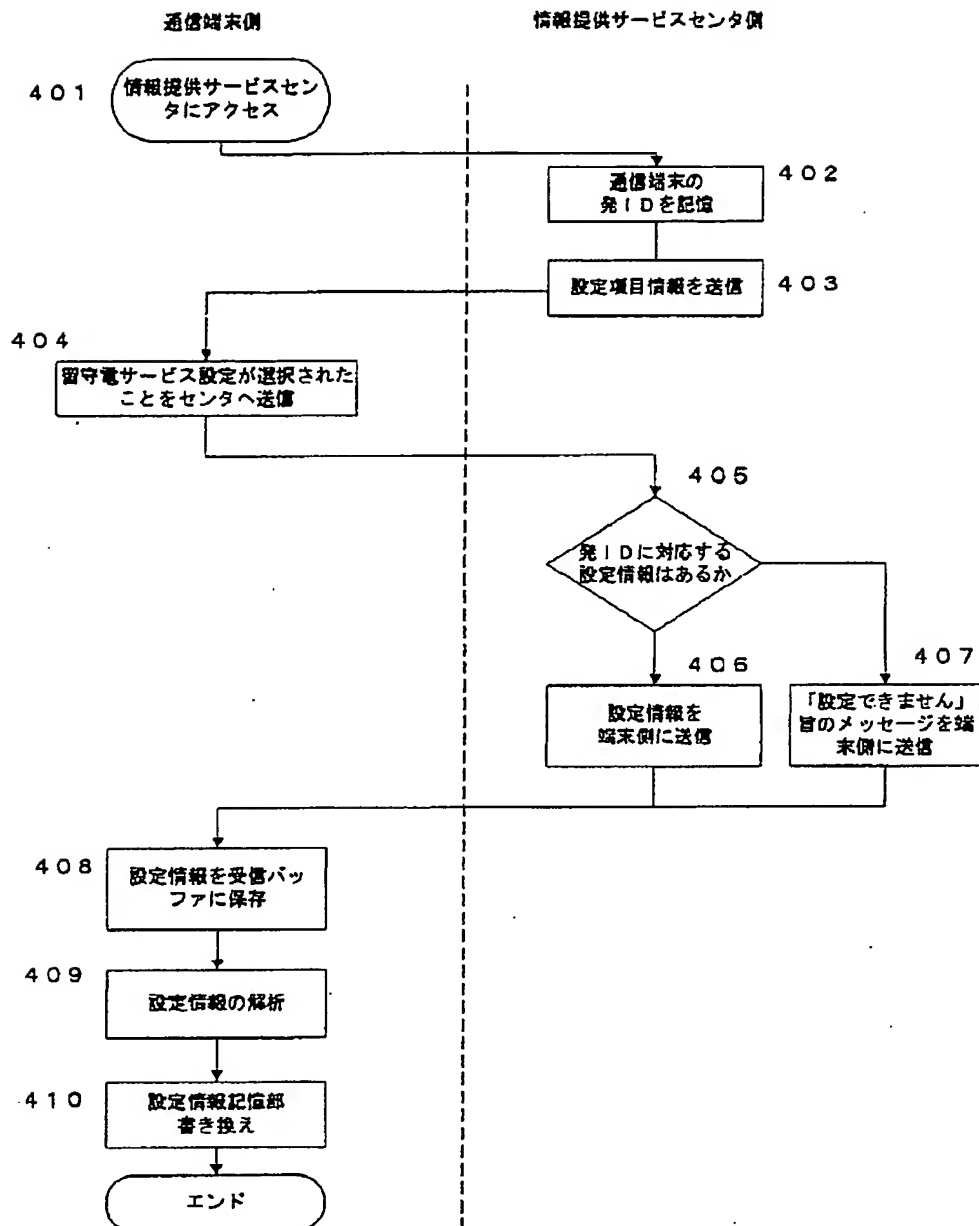 通信端末側
情報提供サービスセンタ側
401
情報提供サービスセン
タにアクセス
402
通信端末の
発IDを記憶
403
設定項目情報を送信
404
留守電サービス設定が選択された
ことをセンタへ送信
405
発IDに対応する
設定情報はあるか
406
設定情報を
端末側に送信
407
「設定できません」
旨のメッセージを端
末側に送信
408
設定情報を受信バッ
ファに保存
409
設定情報の解析
410
設定情報記憶部
書き換え
エンド